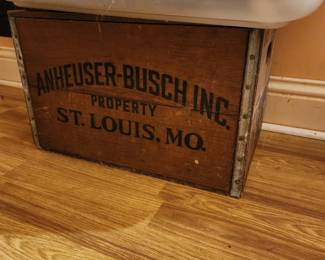 ANHEUSER-BUSCH INC.
PROPERTY
ST. LOUIS, MO.